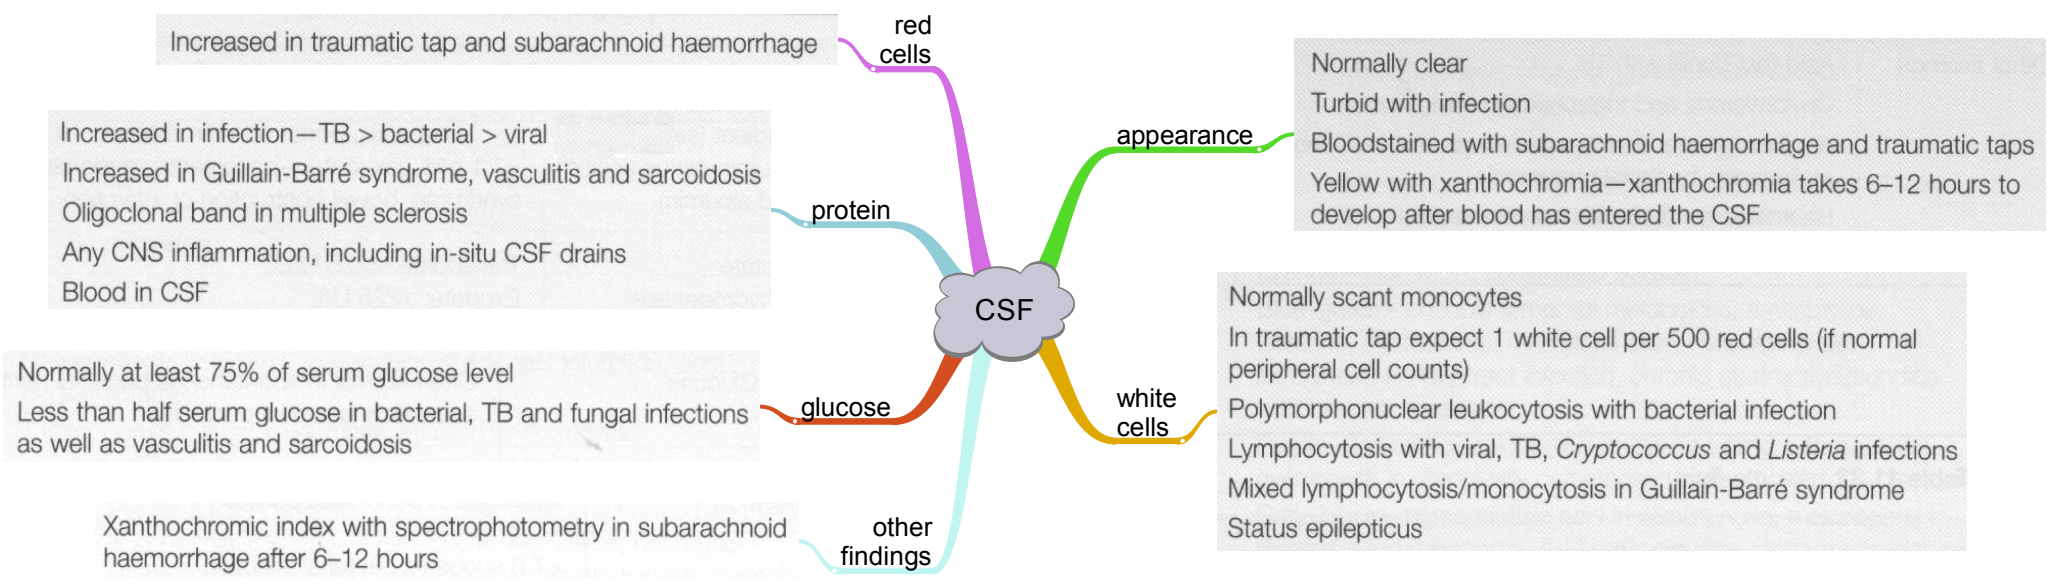 red
cells
Increased in traumatic tap and subarachnoid haemorrhage
protein
Increased in infection—TB > bacterial > viral
Increased in Guillain-Barré syndrome, vasculitis and sarcoidosis
Oligoclonal band in multiple sclerosis
Any CNS inflammation, including in-situ CSF drains
Blood in CSF
glucose
Normally at least 75% of serum glucose level
Less than half serum glucose in bacterial, TB and fungal infections
as well as vasculitis and sarcoidosis
other
findings
Xanthochromic index with spectrophotometry in subarachnoid
haemorrhage after 6–12 hours
CSF
appearance
Normally clear
Turbid with infection
Bloodstained with subarachnoid haemorrhage and traumatic taps
Yellow with xanthochromia—xanthochromia takes 6–12 hours to
develop after blood has entered the CSF
white
cells
Normally scant monocytes
In traumatic tap expect 1 white cell per 500 red cells (if normal
peripheral cell counts)
Polymorphonuclear leukocytosis with bacterial infection
Lymphocytosis with viral, TB, Cryptococcus and Listeria infections
Mixed lymphocytosis/monocytosis in Guillain-Barré syndrome
Status epilepticus